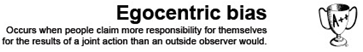 Egocentric bias
Occurs when people claim more responsibility for themselves
for the results of a joint action than an outside observer would.
A++